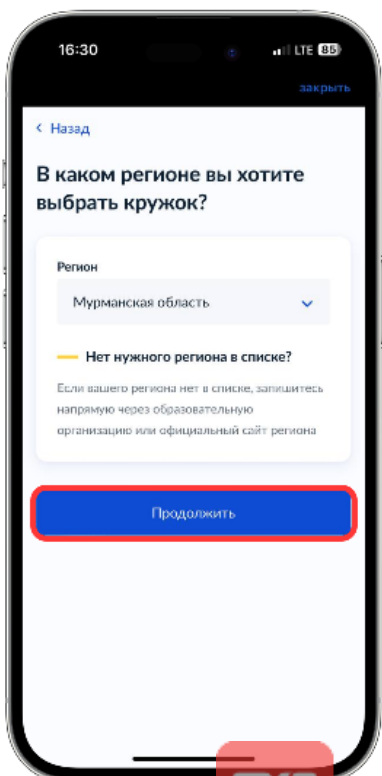 16:30
LTE 85
закрыть
Назад
В каком регионе вы хотите
выбрать кружок?
Регион
Мурманская область
Нет нужного региона в списке?
Если вашего региона нет в списке, запишитесь
напрямую через образовательную
организацию или официальный сайт региона
Продолжить